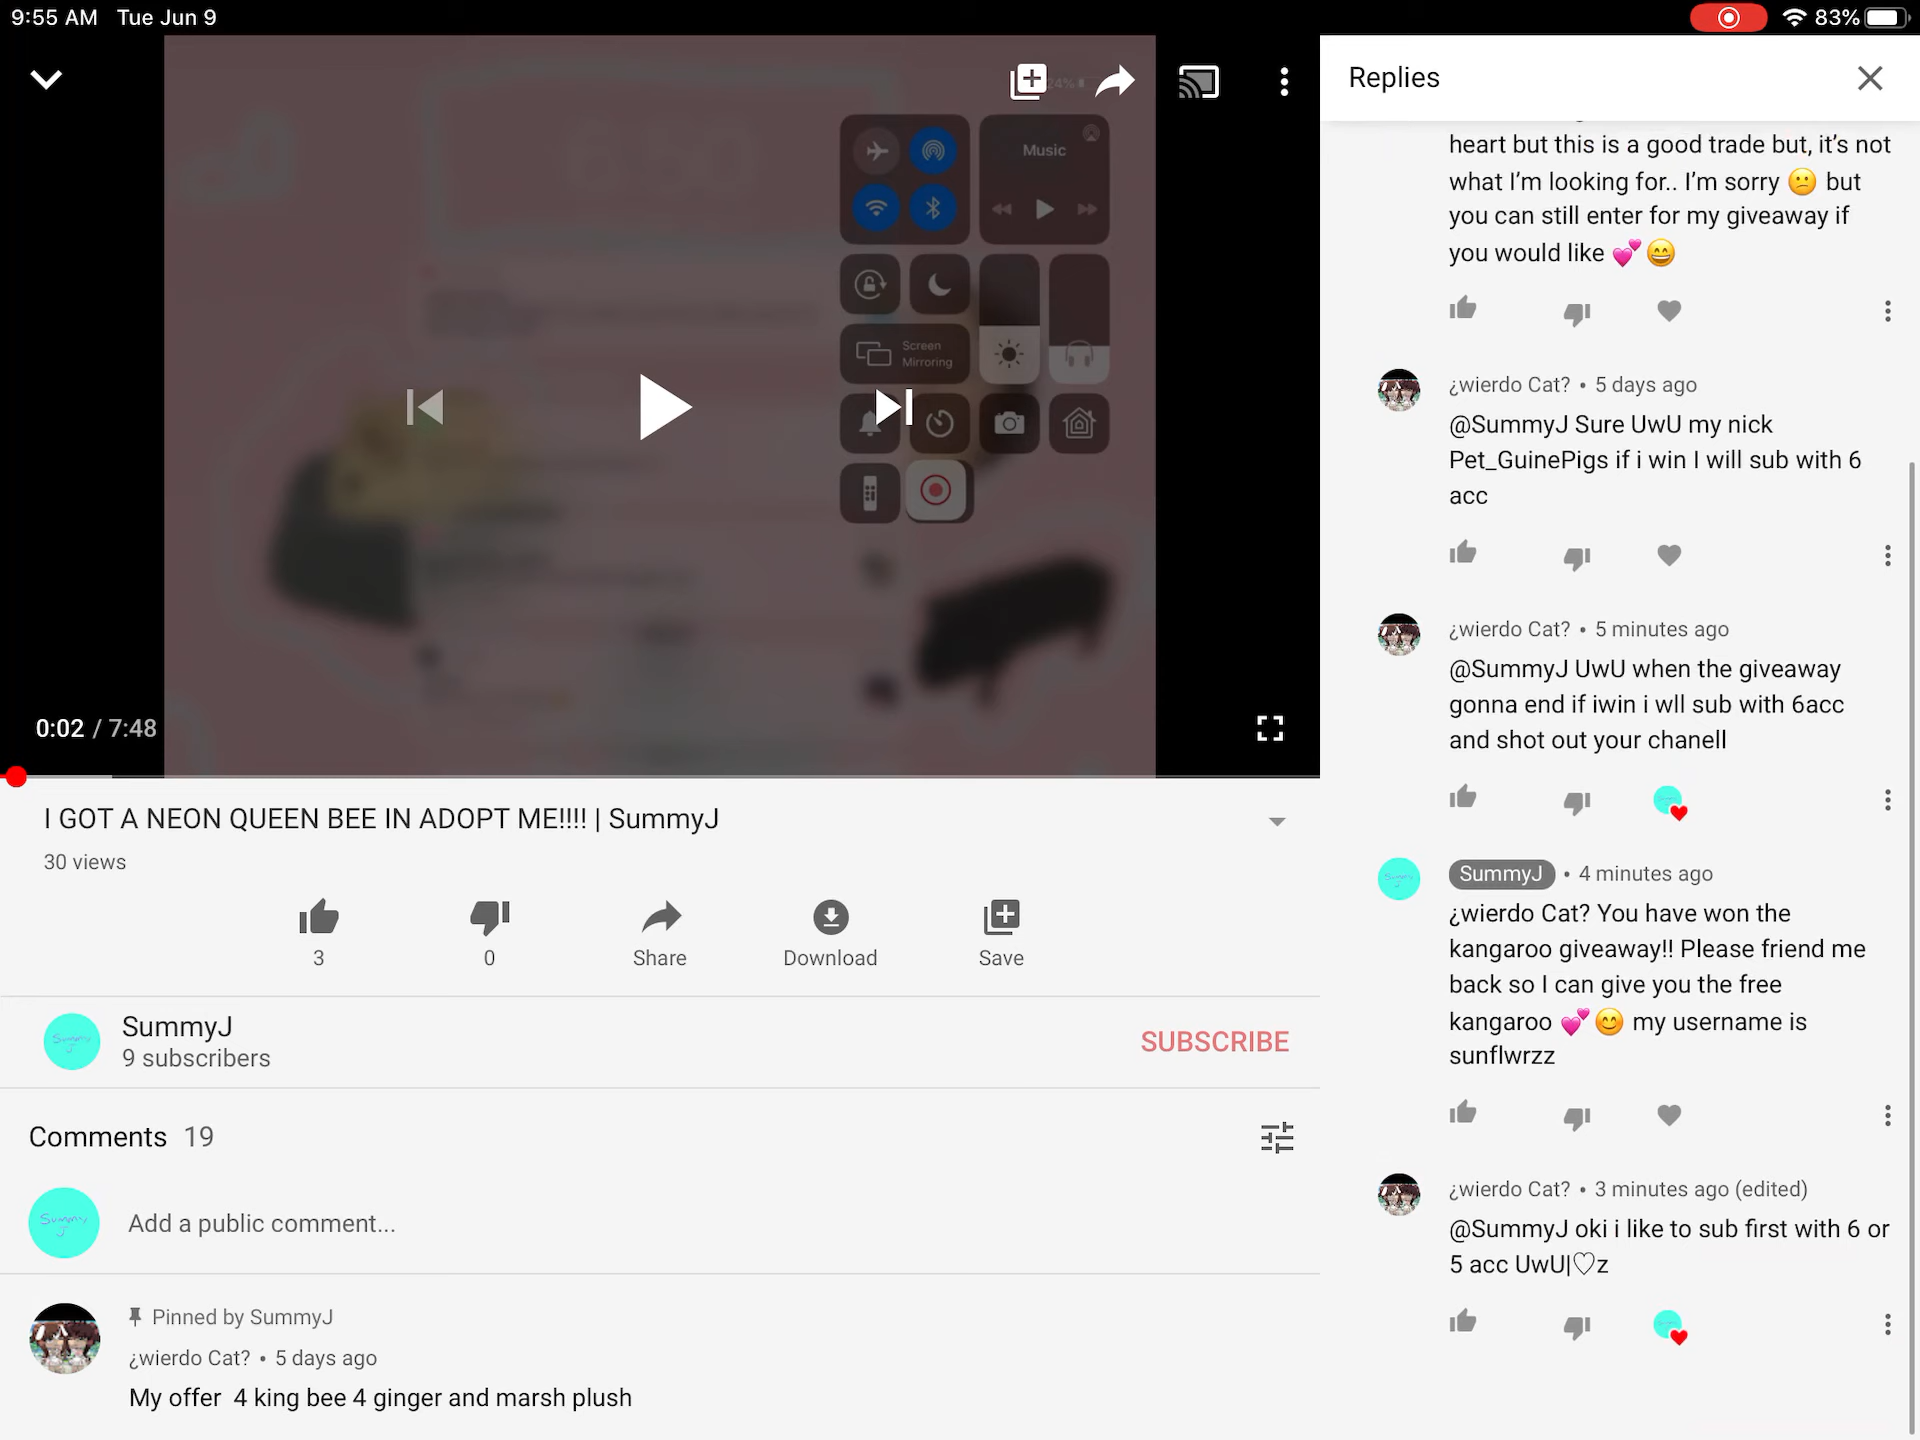 9:55 AM Tue Jun 9
83%
24%
Music
Screen
Mirroring
0:02 / 7:48
I GOT A NEON QUEEN BEE IN ADOPT ME!!!! | SummyJ
30 views
3
0
Share
Download
Save
SummyJ
9 subscribers
SUBSCRIBE
Comments 19
Summy
J
Add a public comment...
Pinned by SummyJ
¿wierdo Cat? • 5 days ago
My offer 4 king bee 4 ginger and marsh plush
Replies
heart but this is a good trade but, it’s not
what I’m looking for.. I’m sorry 😕 but
you can still enter for my giveaway if
you would like 💕😄
¿wierdo Cat? • 5 days ago
@SummyJ Sure UwU my nick
Pet_GuinePigs if i win I will sub with 6
acc
¿wierdo Cat? • 5 minutes ago
@SummyJ UwU when the giveaway
gonna end if iwin i wll sub with 6acc
and shot out your chanell
SummyJ • 4 minutes ago
¿wierdo Cat? You have won the
kangaroo giveaway!! Please friend me
back so I can give you the free
kangaroo 💕😊 my username is
sunflwrzz
¿wierdo Cat? • 3 minutes ago (edited)
@SummyJ oki i like to sub first with 6 or
5 acc UwU|♡z